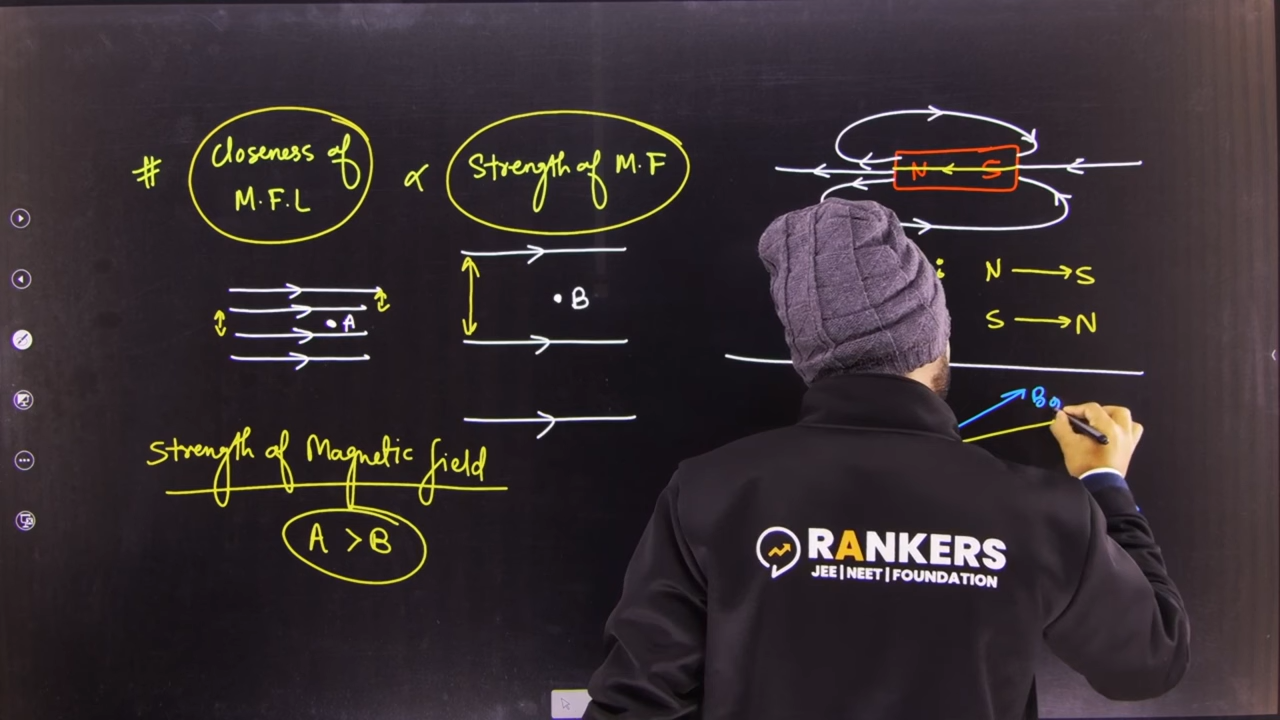 # Closeness of M.F.L ∝ Strength of M.F
A
B
Strength of Magnetic field
A > B
N S
N → S
S → N
RANKERS
JEE | NEET | FOUNDATION